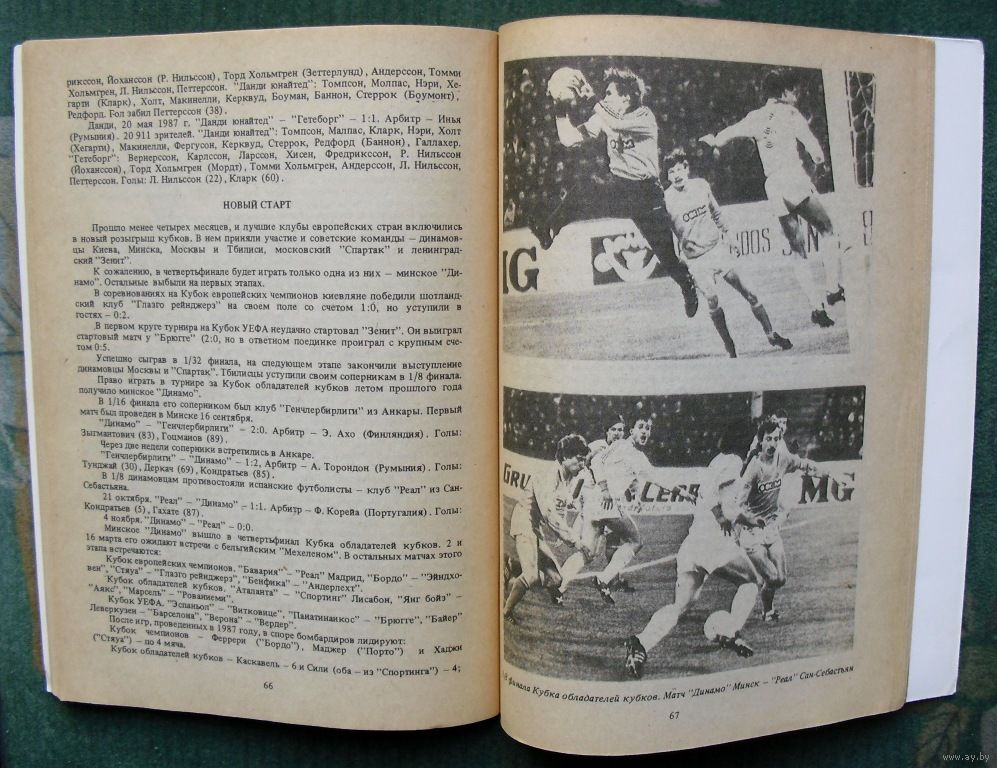 рикссон, Йоханссон (Р. Нильссон), Торд Хольмгрен (Зеттерлунд), Андерссон, Томми
Хольмгрен, Л. Нильссон, Петтерссон. "Данди юнайтед": Томпсон, Молпас, Нэри, Хе-
гарти (Кларк), Холт, Макинелли, Керквуд, Боуман, Баннон, Стеррок (Боумонт),
Редфорд. Гол забил Петтерссон (38).
Данди, 20 мая 1987 г. "Данди юнайтед" – "Гетеборг" – 1:1. Арбитр – Инья
(Румыния). 20 911 зрителей. "Данди юнайтед": Томпсон, Малпас, Кларк, Нэри, Холт
(Хегарти), Макинелли, Фергусон, Керквуд, Стеррок, Редфорд (Баннон), Галлахер.
"Гетеборг": Вернерссон, Карлссон, Ларссон, Хисен, Фредрикссон, Р. Нильссон
(Йоханссон), Торд Хольмгрен (Мордт), Томми Хольмгрен, Андерссон, Л. Нильссон,
Петтерссон. Голы: Л. Нильссон (22), Кларк (60).
НОВЫЙ СТАРТ
Прошло менее четырех месяцев, и лучшие клубы европейских стран включились
в новый розыгрыш кубков. В нем приняли участие и советские команды – динамов-
цы Киева, Минска, Москвы и Тбилиси, московский "Спартак" и ленинград-
ский "Зенит".
К сожалению, в четвертьфинале будет играть только одна из них – минское "Ди-
намо". Остальные выбыли на первых этапах.
В соревнованиях на Кубок европейских чемпионов киевляне победили шотланд-
ский клуб "Глазго рейнджерз" на своем поле со счетом 1:0, но уступили в
гостях – 0:2.
В первом круге турнира на Кубок УЕФА неудачно стартовал "Зенит". Он выиграл
стартовый матч у "Брюгге" (2:0, но в ответном поединке проиграл с крупным сче-
том 0:5.
Успешно сыграв в 1/32 финала, на следующем этапе закончили выступление
динамовцы Москвы и "Спартак". Тбилисцы уступили своим соперникам в 1/8 финала.
Право играть в турнире за Кубок обладателей кубков летом прошлого года
получило минское "Динамо".
В 1/16 финала его соперником был клуб "Генчлербирлиги" из Анкары. Первый
матч был проведен в Минске 16 сентября.
"Динамо" – "Генчлербирлиги" – 2:0. Арбитр – Э. Ахо (Финляндия). Голы:
Зыгмантович (83), Гоцманов (89).
Через две недели соперники встретились в Анкаре.
"Генчлербирлиги" – "Динамо" – 1:2, Арбитр – А. Торондон (Румыния). Голы:
Тунджай (30), Деркач (69), Кондратьев (85).
В 1/8 динамовцам противостояли испанские футболисты – клуб "Реал" из Сан-
Себастьяна.
21 октября. "Реал" – "Динамо" – 1:1. Арбитр – Ф. Корейа (Португалия). Голы:
Кондратьев (5), Гахате (87).
4 ноября. "Динамо" – "Реал" – 0:0.
Минское "Динамо" вышло в четвертьфинал Кубка обладателей кубков. 2 и
16 марта его ожидают встречи с бельгийским "Мехеленом". В остальных матчах этого
этапа встречаются:
Кубок европейских чемпионов. "Бавария" – "Реал" Мадрид, "Бордо" – "Эйндхо-
вен", "Стяуа" – "Глазго рейнджерз", "Бенфика" – "Андерлехт".
Кубок обладателей кубков. "Аталанта" – "Спортинг" Лисабон, "Янг бойз" –
"Аякс", "Марсель" – "Рованиеми".
Кубок УЕФА. "Эспаньол" – "Витковице", "Панатинаикос" – "Брюгге", "Байер"
Леверкузен – "Барселона", "Верона" – "Вердер".
После игр, проведенных в 1987 году, в споре бомбардиров лидируют:
Кубок чемпионов – Феррери ("Бордо"), Маджер ("Порто") и Хаджи
("Стяуа") – по 4 мяча.
Кубок обладателей кубков – Каскавель – 6 и Сили (оба – из "Спортинга") – 4;
66
MG
DOS
GRU
MG
финала Кубка обладателей кубков. Матч "Динамо" Минск – "Реал" Сан-Себастьян
67
www.ay.by